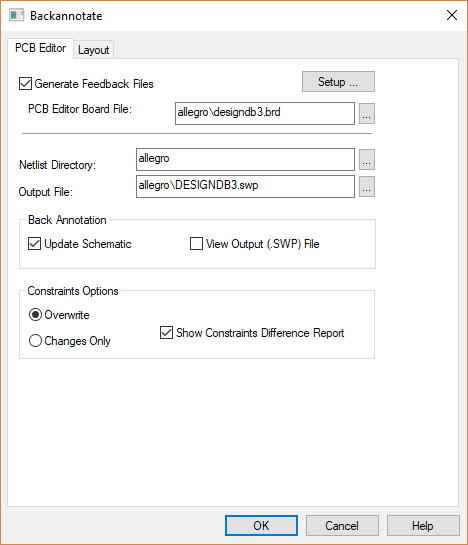 Backannotate
PCB Editor
Layout
Generate Feedback Files
Setup ...
PCB Editor Board File:
allegro\designdb3.brd
...
Netlist Directory:
allegro
...
Output File:
allegro\DESIGNDB3.swp
...
Back Annotation
Update Schematic
View Output (.SWP) File
Constraints Options
Overwrite
Changes Only
Show Constraints Difference Report
OK
Cancel
Help